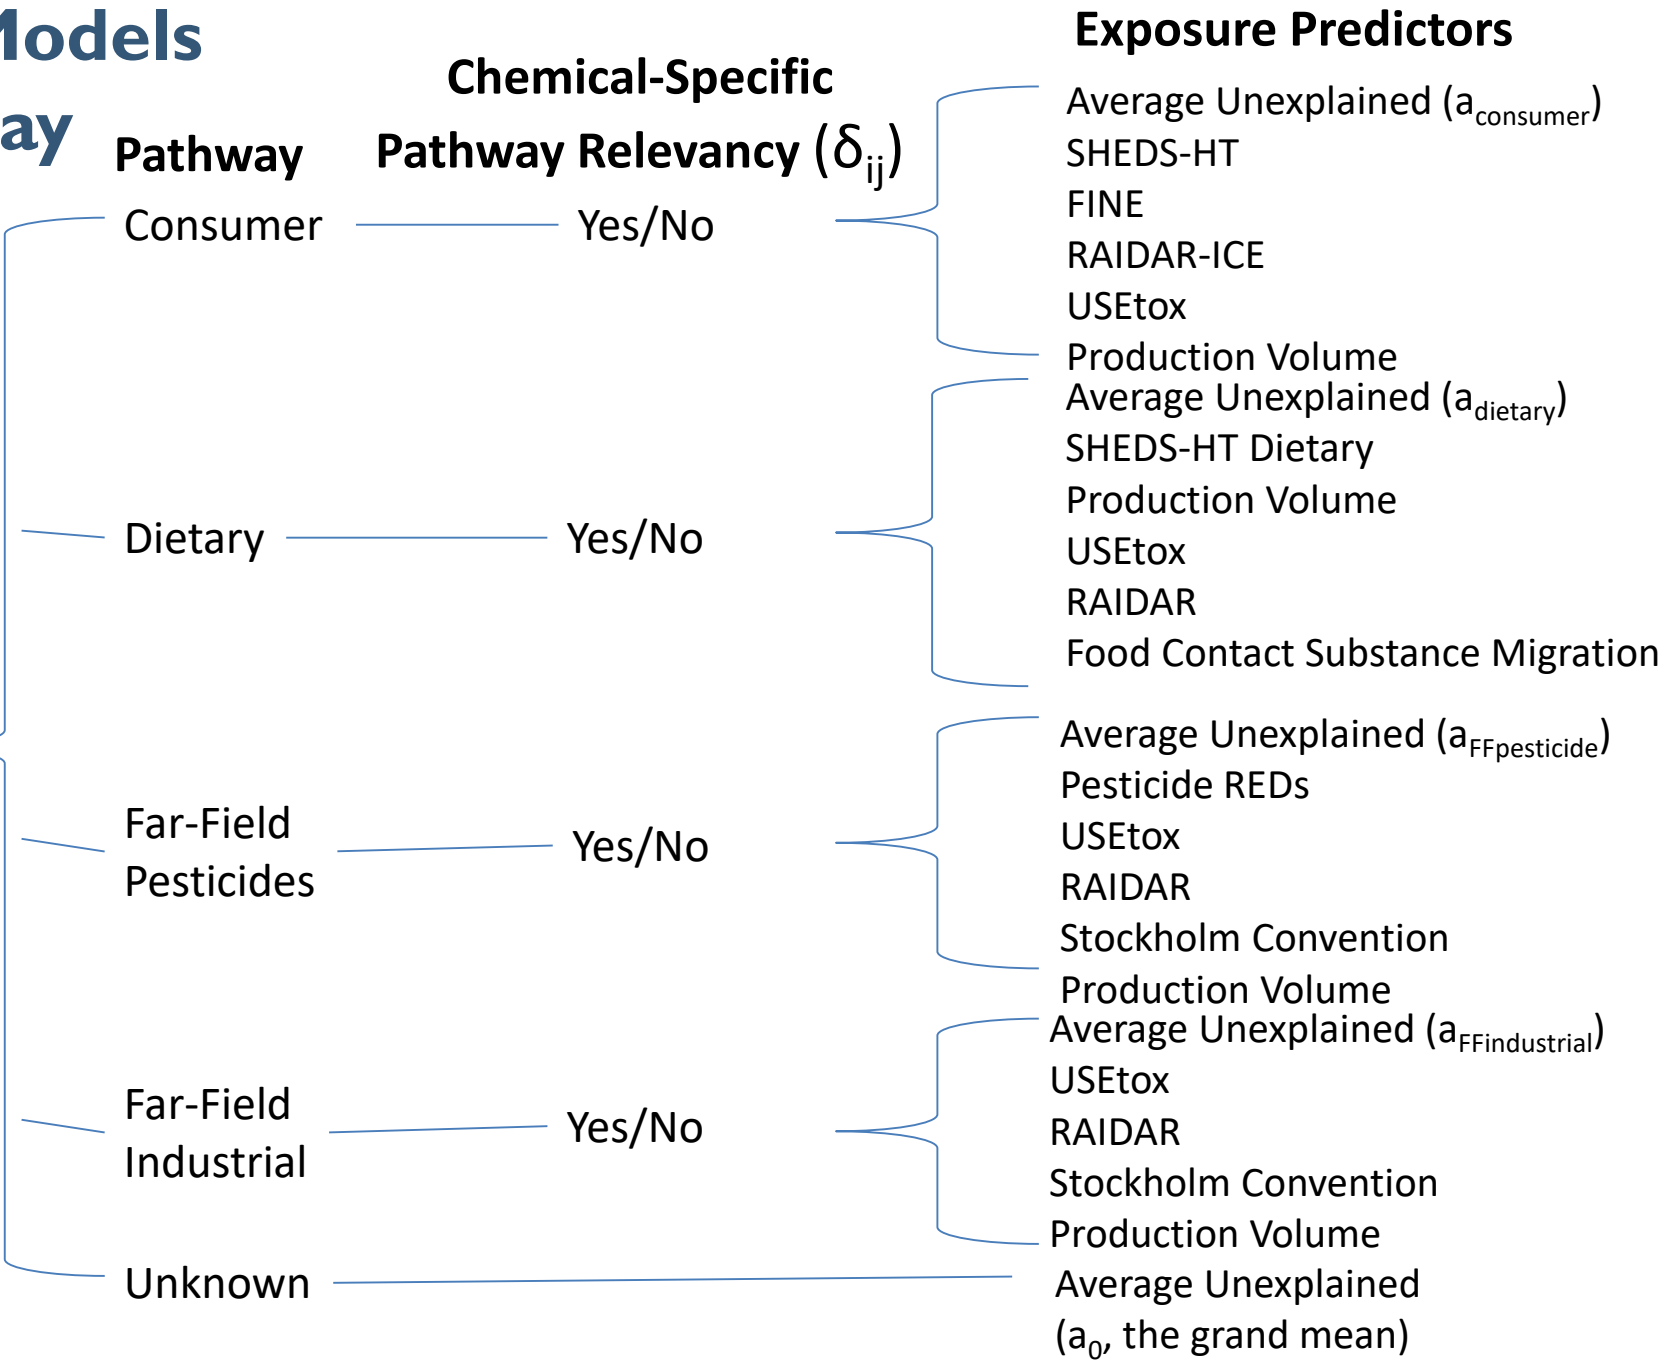 Models
ay
Pathway
Chemical-Specific
Pathway Relevancy (δij)
Exposure Predictors
Consumer
Yes/No
Average Unexplained (aconsumer)
SHEDS-HT
FINE
RAIDAR-ICE
USEtox
Production Volume
Dietary
Yes/No
Average Unexplained (adietary)
SHEDS-HT Dietary
Production Volume
USEtox
RAIDAR
Food Contact Substance Migration
Far-Field
Pesticides
Yes/No
Average Unexplained (aFFpesticide)
Pesticide REDs
USEtox
RAIDAR
Stockholm Convention
Production Volume
Far-Field
Industrial
Yes/No
Average Unexplained (aFFindustrial)
USEtox
RAIDAR
Stockholm Convention
Production Volume
Unknown
Average Unexplained
(a0, the grand mean)